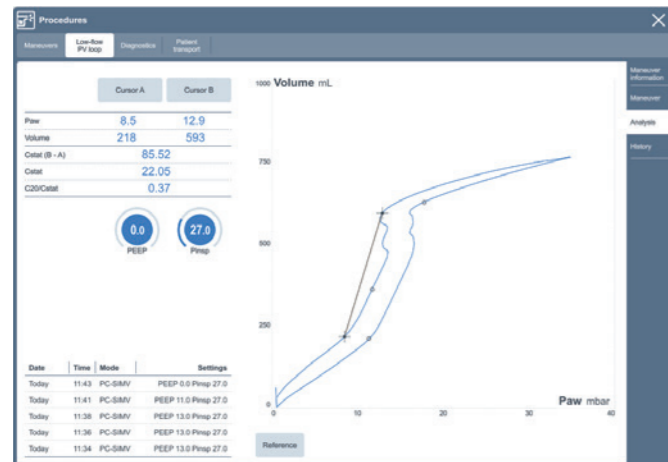 Procedures
Maneuvers
Low-flow
PV loop
Diagnostics
Patient
transport
Maneuver
information
Maneuver
Analysis
History
Cursor A Cursor B
Paw 8.5 12.9
Volume 218 593
Cstat (B - A) 85.52
Cstat 22.05
C20/Cstat 0.37
0.0 27.0
PEEP Pinsp
Date Time Mode Settings
Today 11:43 PC-SIMV PEEP 0.0 Pinsp 27.0
Today 11:41 PC-SIMV PEEP 11.0 Pinsp 27.0
Today 11:38 PC-SIMV PEEP 13.0 Pinsp 27.0
Today 11:36 PC-SIMV PEEP 13.0 Pinsp 27.0
Today 11:34 PC-SIMV PEEP 13.0 Pinsp 27.0
1000 Volume mL
750
500
250
0
Paw mbar
0 10 20 30 40
Reference